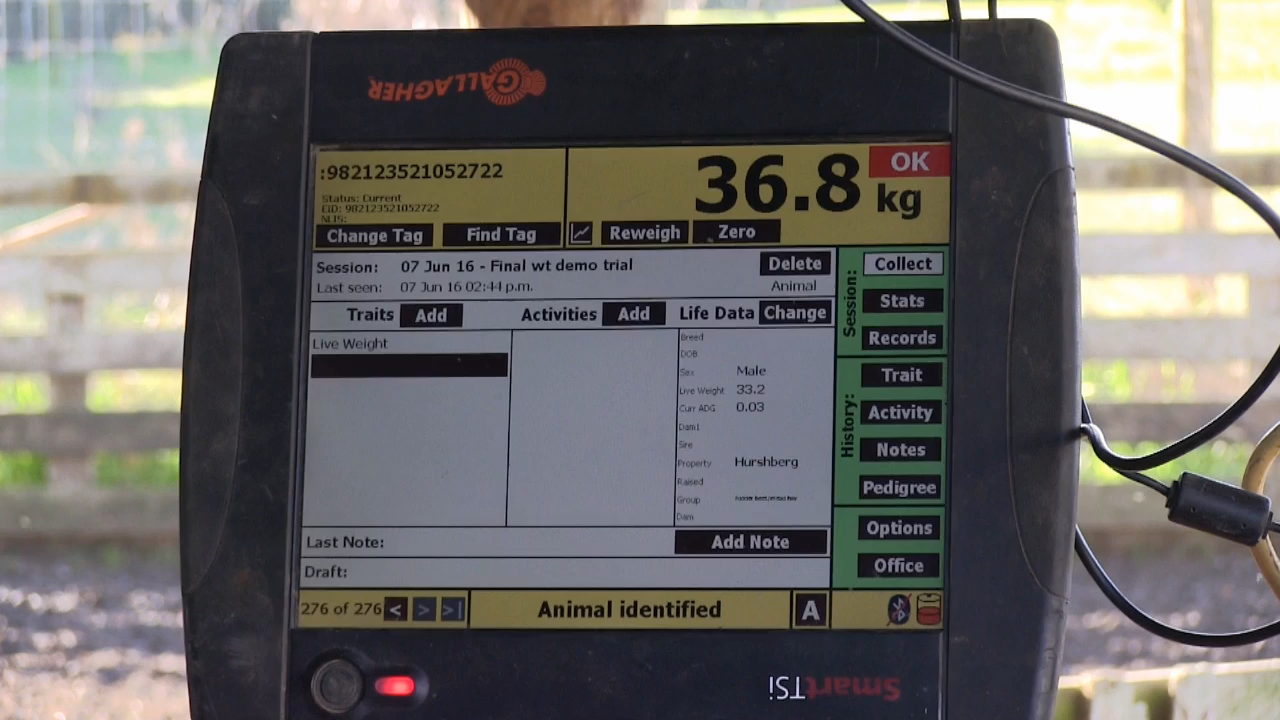 GALLAGHER
:982123521052722
Status: Current
EID: 982123521052722
NLIS:
Change Tag
Find Tag
36.8 kg
OK
Reweigh
Zero
Session: 07 Jun 16 - Final wt demo trial
Last seen: 07 Jun 16 02:44 p.m.
Delete
Animal
Traits Add
Activities Add
Life Data Change
Live Weight
Breed
DOB
Sex Male
Live Weight 33.2
Curr ADG 0.03
Dam1
Sire
Property Hurshberg
Raised
Group
Dam
Last Note:
Add Note
Draft:
Session:
Collect
Stats
Records
History:
Trait
Activity
Notes
Pedigree
Options
Office
276 of 276 < > >|
Animal identified
A
SmartTSi